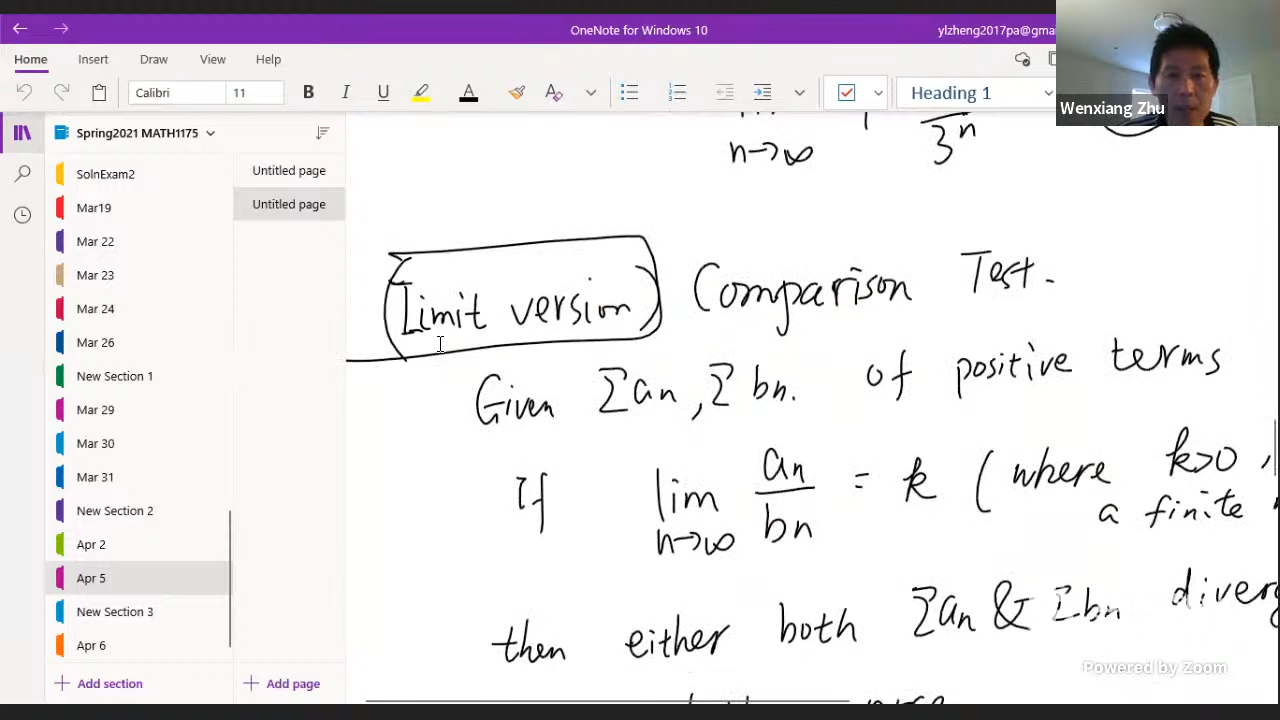 OneNote for Windows 10
ylzheng2017pa@gma
Home Insert Draw View Help
Calibri 11 B I U A Heading 1
Wenxiang Zhu
Spring2021 MATH1175
SolnExam2
Mar19
Mar 22
Mar 23
Mar 24
Mar 26
New Section 1
Mar 29
Mar 30
Mar 31
New Section 2
Apr 2
Apr 5
New Section 3
Apr 6
+ Add section
Untitled page
Untitled page
+ Add page
n→∞ 3^n
(Limit version) Comparison Test.
Given Σan, Σbn. of positive terms
If lim n→∞ an/bn = k (where k>0,
a finite
then either both Σan & Σbn diverg
Powered by Zoom